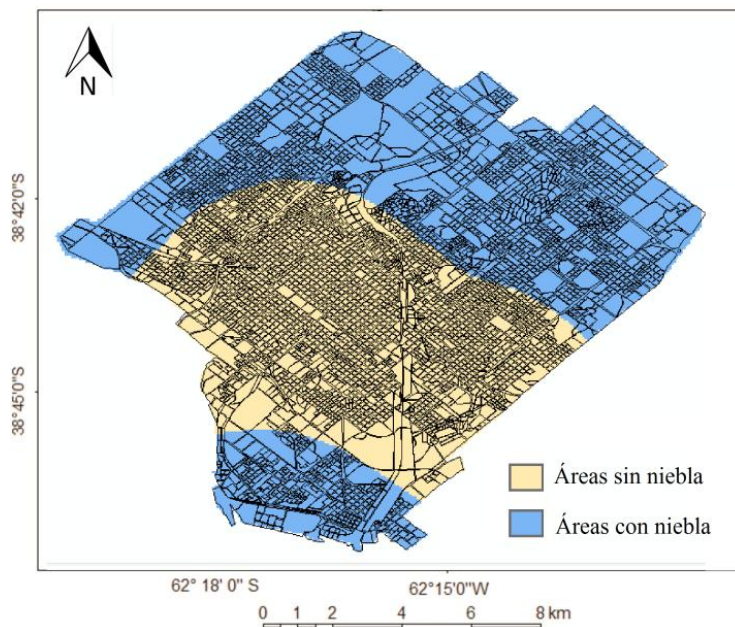 N
38°42'0"S
38°45'0"S
Áreas sin niebla
Áreas con niebla
62° 18' 0" S
62°15'0"W
0 1 2 4 6 8 km